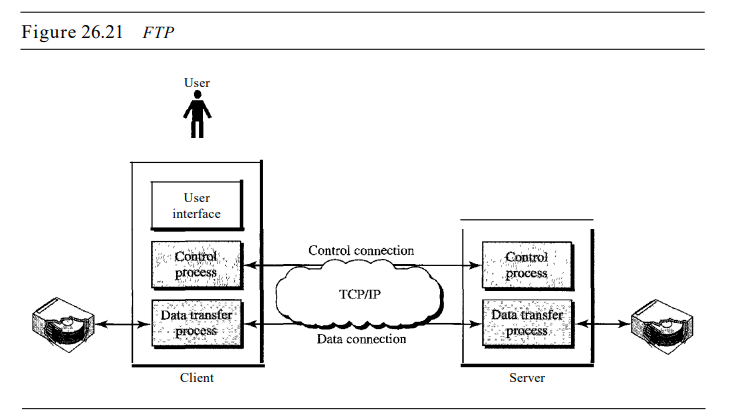 Figure 26.21 FTP
User
User
interface
Control
process
Data transfer
process
Control connection
TCP/IP
Data connection
Control
process
Data transfer
process
Client
Server